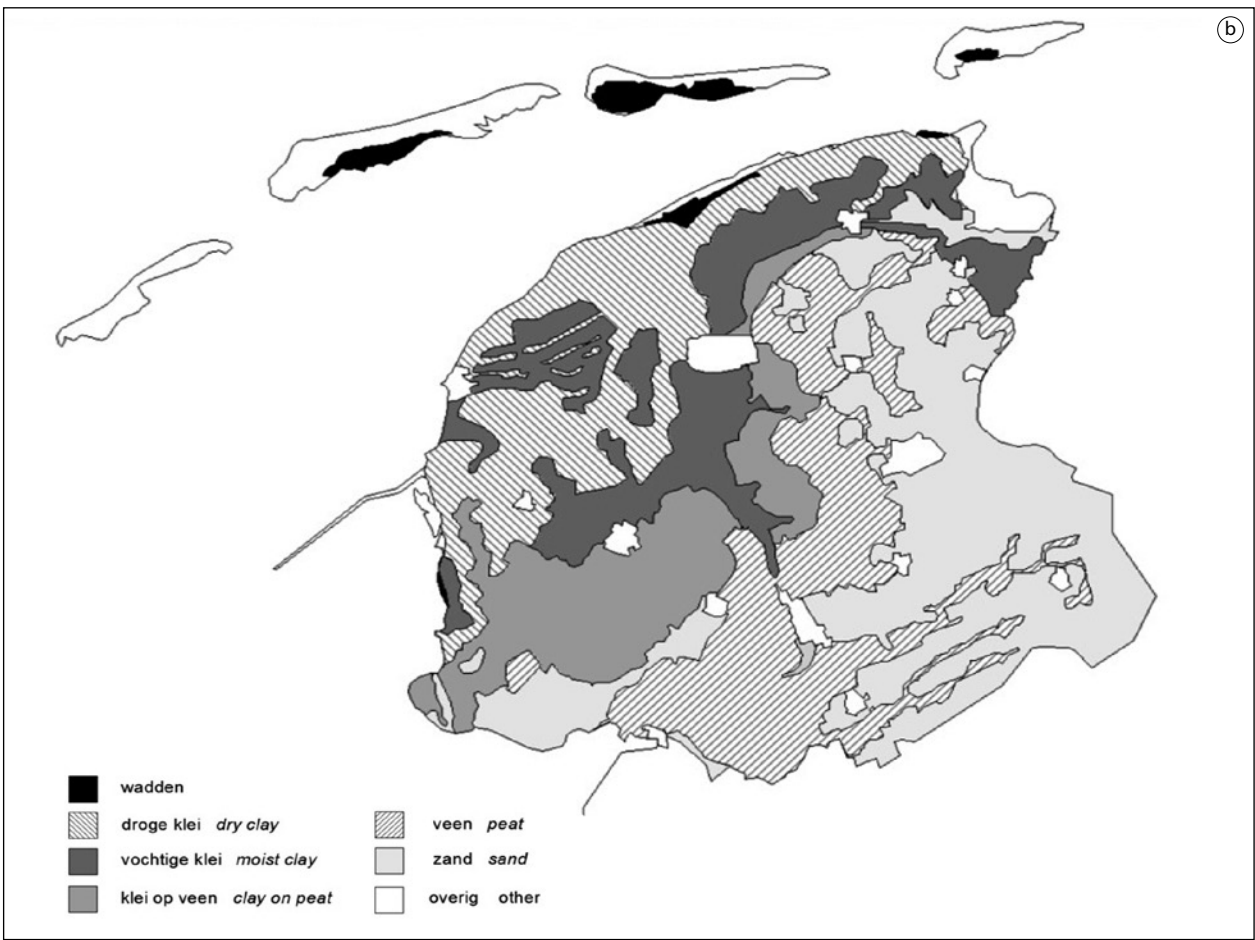 b
wadden
droge klei dry clay
vochtige klei moist clay
klei op veen clay on peat
veen peat
zand sand
overig other